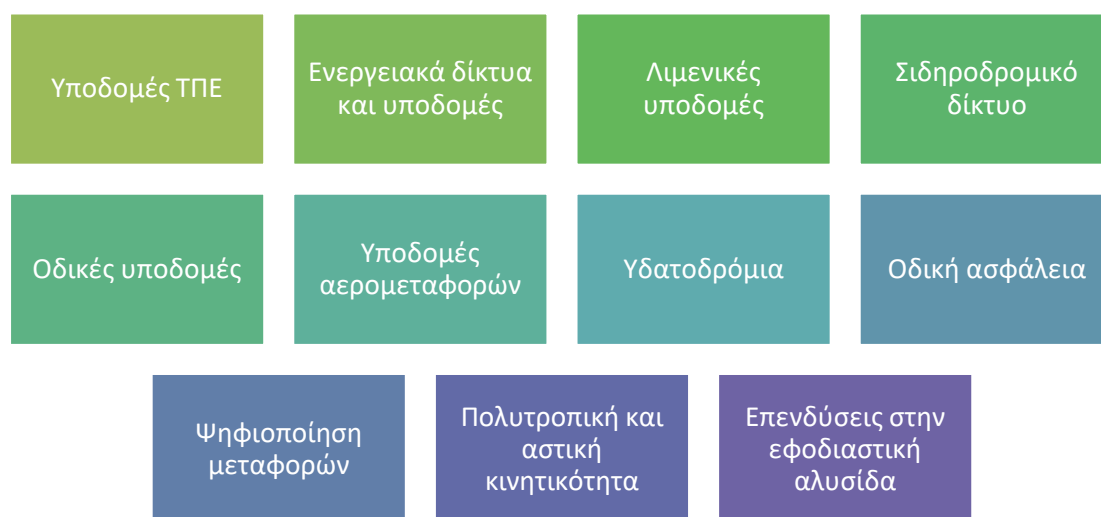 Υποδομές ΤΠΕ
Ενεργειακά δίκτυα
και υποδομές
Λιμενικές
υποδομές
Σιδηροδρομικό
δίκτυο
Οδικές υποδομές
Υποδομές
αερομεταφορών
Υδατοδρόμια
Οδική ασφάλεια
Ψηφιοποίηση
μεταφορών
Πολυτροπική και
αστική
κινητικότητα
Επενδύσεις στην
εφοδιαστική
αλυσίδα